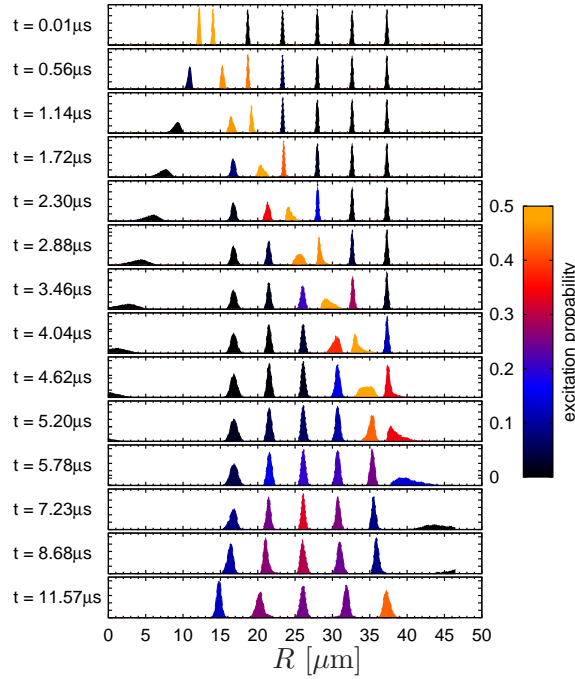 t = 0.01μs
t = 0.56μs
t = 1.14μs
t = 1.72μs
t = 2.30μs
t = 2.88μs
t = 3.46μs
t = 4.04μs
t = 4.62μs
t = 5.20μs
t = 5.78μs
t = 7.23μs
t = 8.68μs
t = 11.57μs
0 5 10 15 20 25 30 35 40 45 50
R [μm]
0.5
0.4
0.3
0.2
0.1
0
excitation probability